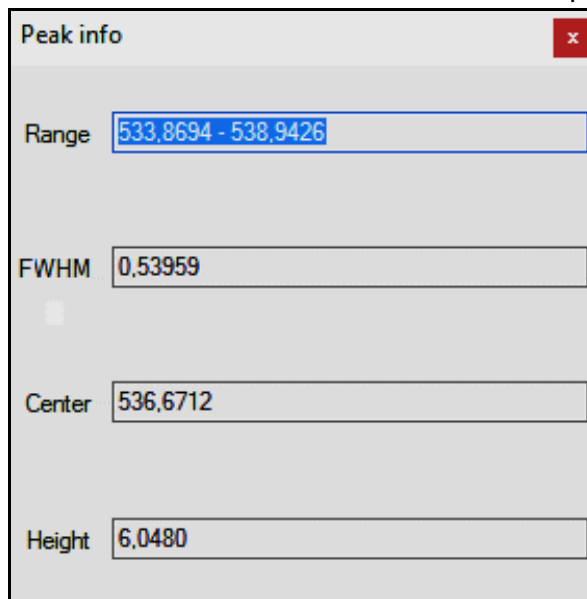 Peak info
x
Range 533,8694 - 538,9426
FWHM 0,53959
Center 536,6712
Height 6,0480